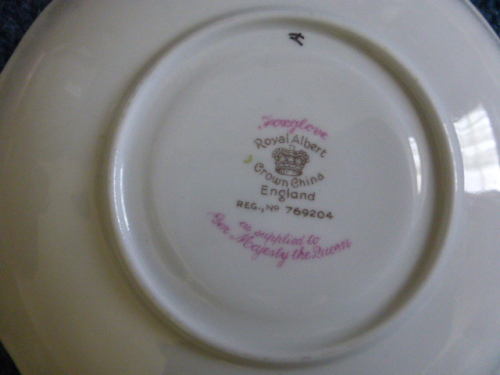 Foxglove
Royal Albert
Crown China
England
REG., Nº 769204
as supplied to
Her Majesty the Queen